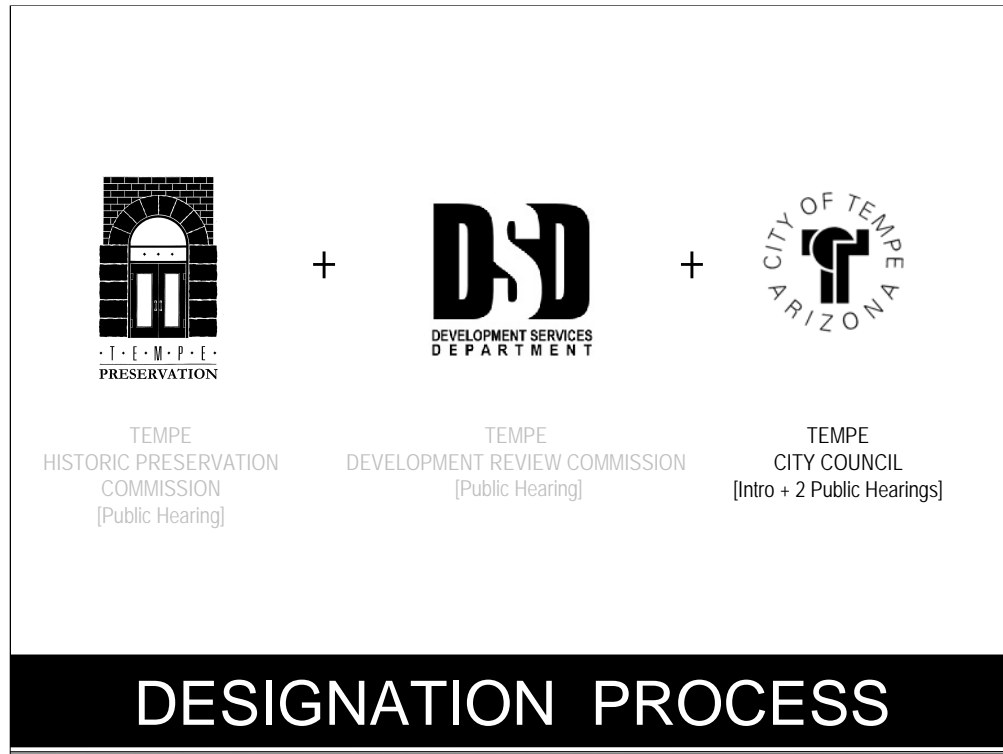 ·T·E·M·P·E·
PRESERVATION
+
DSD
DEVELOPMENT SERVICES
DEPARTMENT
+
CITY OF TEMPE
ARIZONA
TEMPE
HISTORIC PRESERVATION
COMMISSION
[Public Hearing]
TEMPE
DEVELOPMENT REVIEW COMMISSION
[Public Hearing]
TEMPE
CITY COUNCIL
[Intro + 2 Public Hearings]
DESIGNATION PROCESS